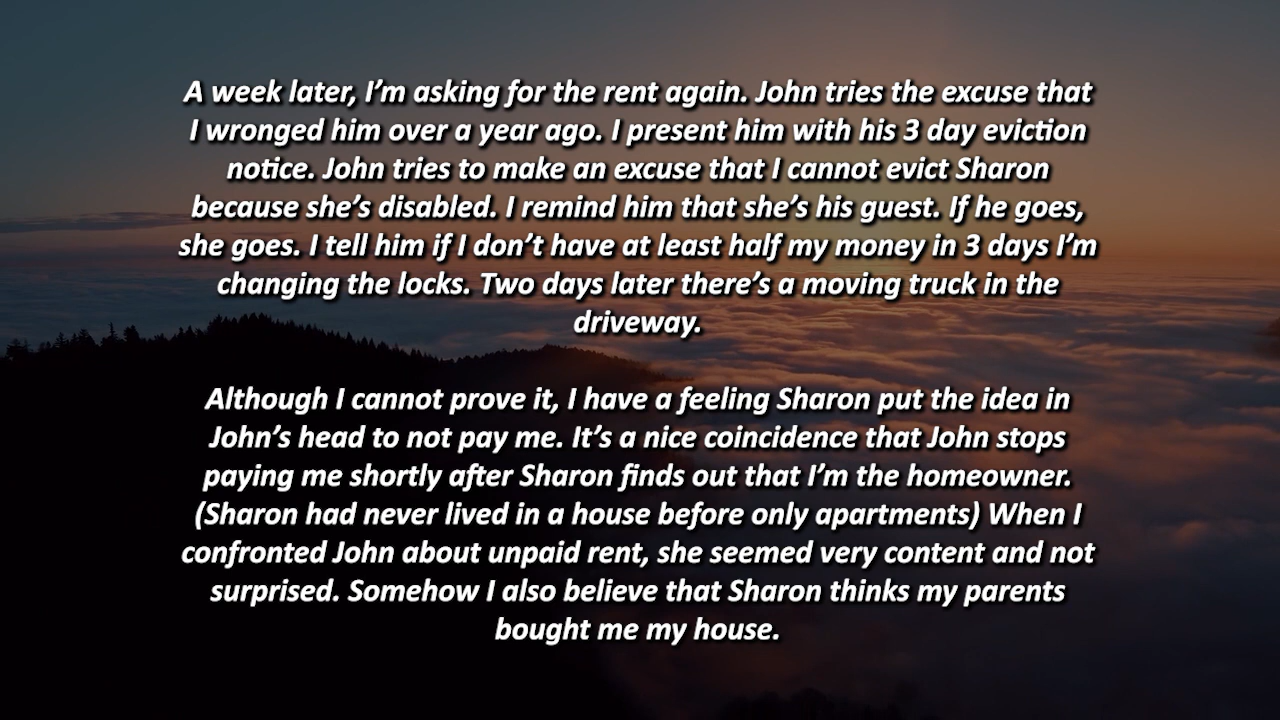 A week later, I'm asking for the rent again. John tries the excuse that
I wronged him over a year ago. I present him with his 3 day eviction
notice. John tries to make an excuse that I cannot evict Sharon
because she's disabled. I remind him that she's his guest. If he goes,
she goes. I tell him if I don't have at least half my money in 3 days I'm
changing the locks. Two days later there's a moving truck in the
driveway.
Although I cannot prove it, I have a feeling Sharon put the idea in
John's head to not pay me. It's a nice coincidence that John stops
paying me shortly after Sharon finds out that I'm the homeowner.
(Sharon had never lived in a house before only apartments) When I
confronted John about unpaid rent, she seemed very content and not
surprised. Somehow I also believe that Sharon thinks my parents
bought me my house.